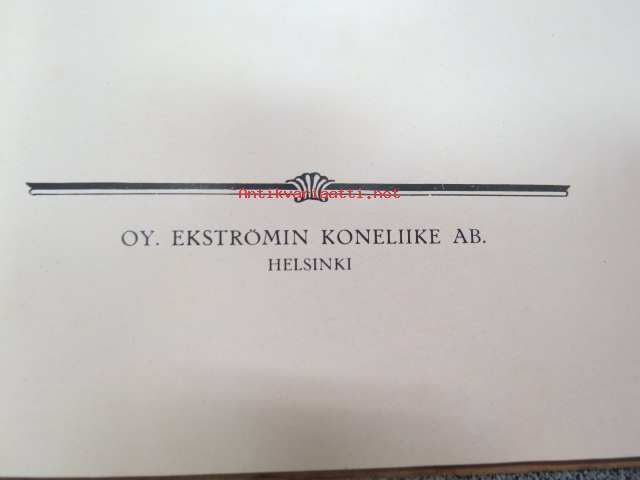 Antikvariaatti.net
OY. EKSTRÖMIN KONELIIKE AB.
HELSINKI